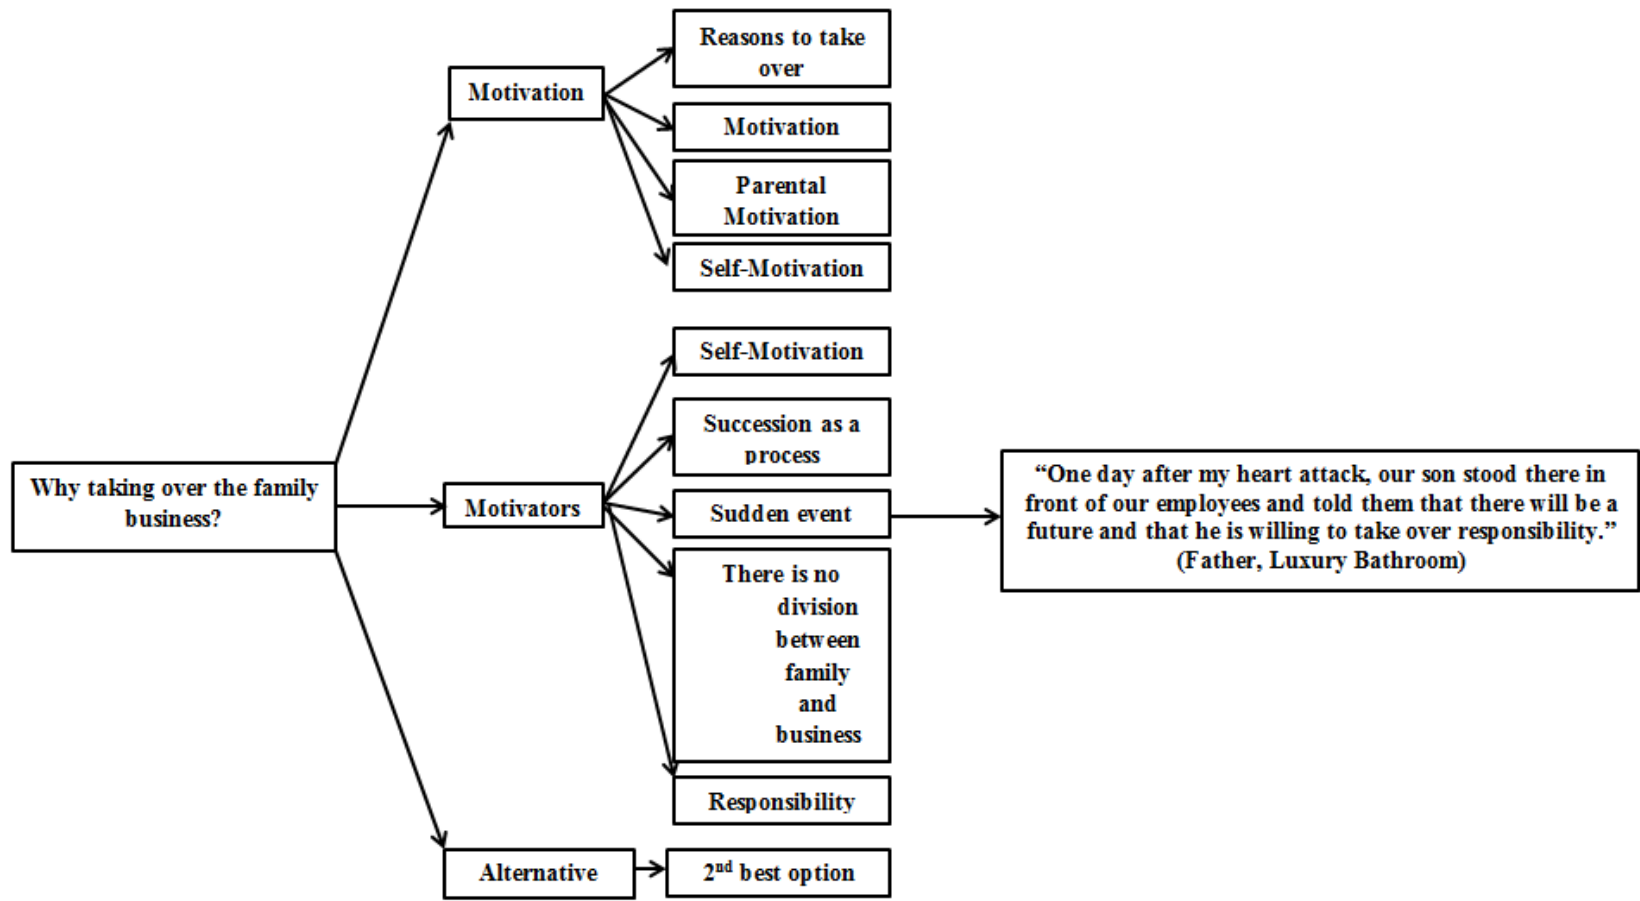 Reasons to take
over
Motivation
Motivation
Parental
Motivation
Self-Motivation
Self-Motivation
Succession as a
process
Why taking over the family
business?
Motivators
Sudden event
“One day after my heart attack, our son stood there in
front of our employees and told them that there will be a
future and that he is willing to take over responsibility.”
(Father, Luxury Bathroom)
There is no
division
between
family
and
business
Responsibility
Alternative
2nd best option